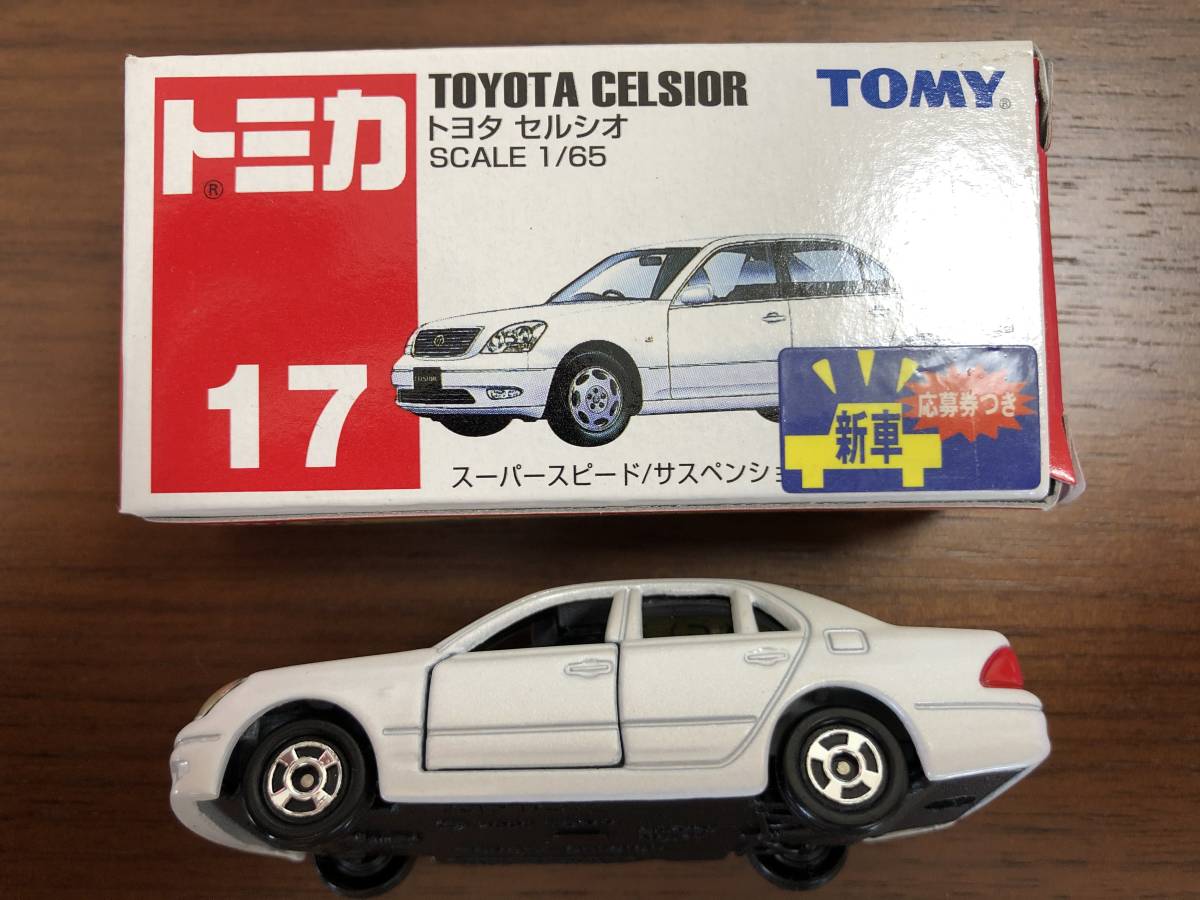 トミカ®
17
TOYOTA CELSIOR
トヨタ セルシオ
SCALE 1/65
TOMY®
CELSIOR
スーパースピード/サスペンショ
新車
応募券つき